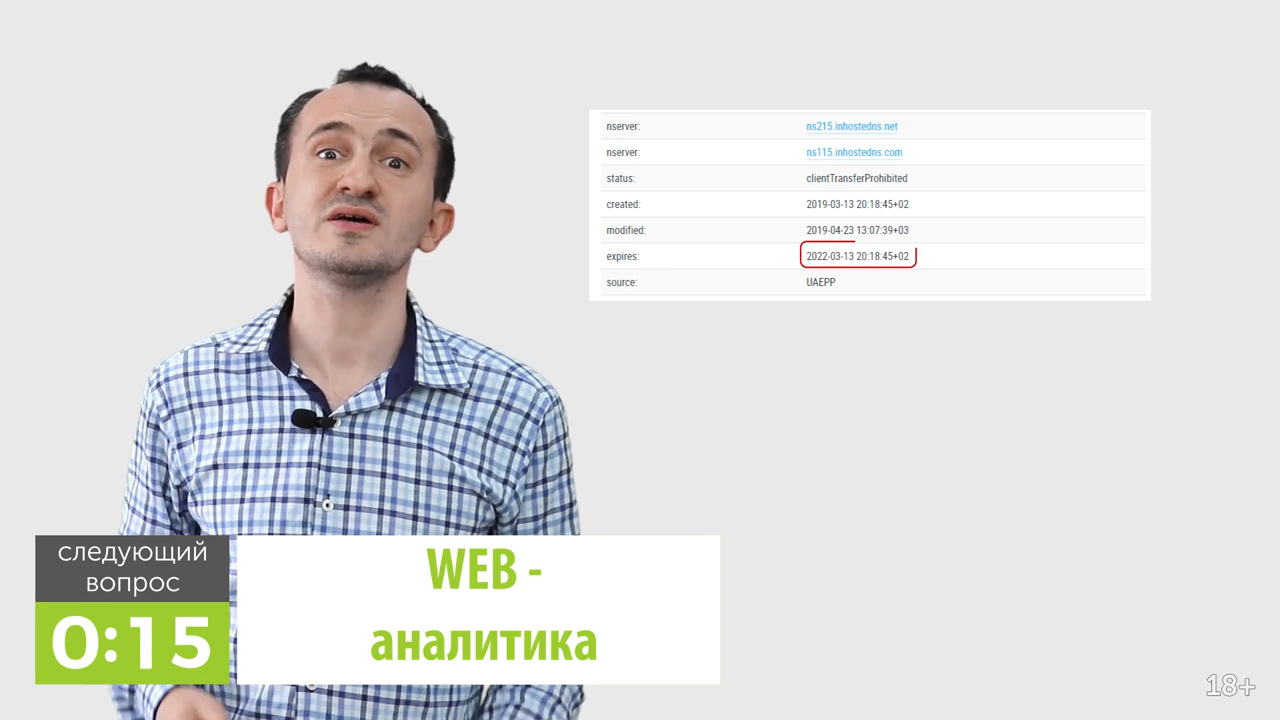 nserver: ns215.inhostedns.net
nserver: ns115.inhostedns.com
status: clientTransferProhibited
created: 2019-03-13 20:18:45+02
modified: 2019-04-23 13:07:39+03
expires: 2022-03-13 20:18:45+02
source: UAEPP
следующий
вопрос
0:15
WEB -
аналитика
18+